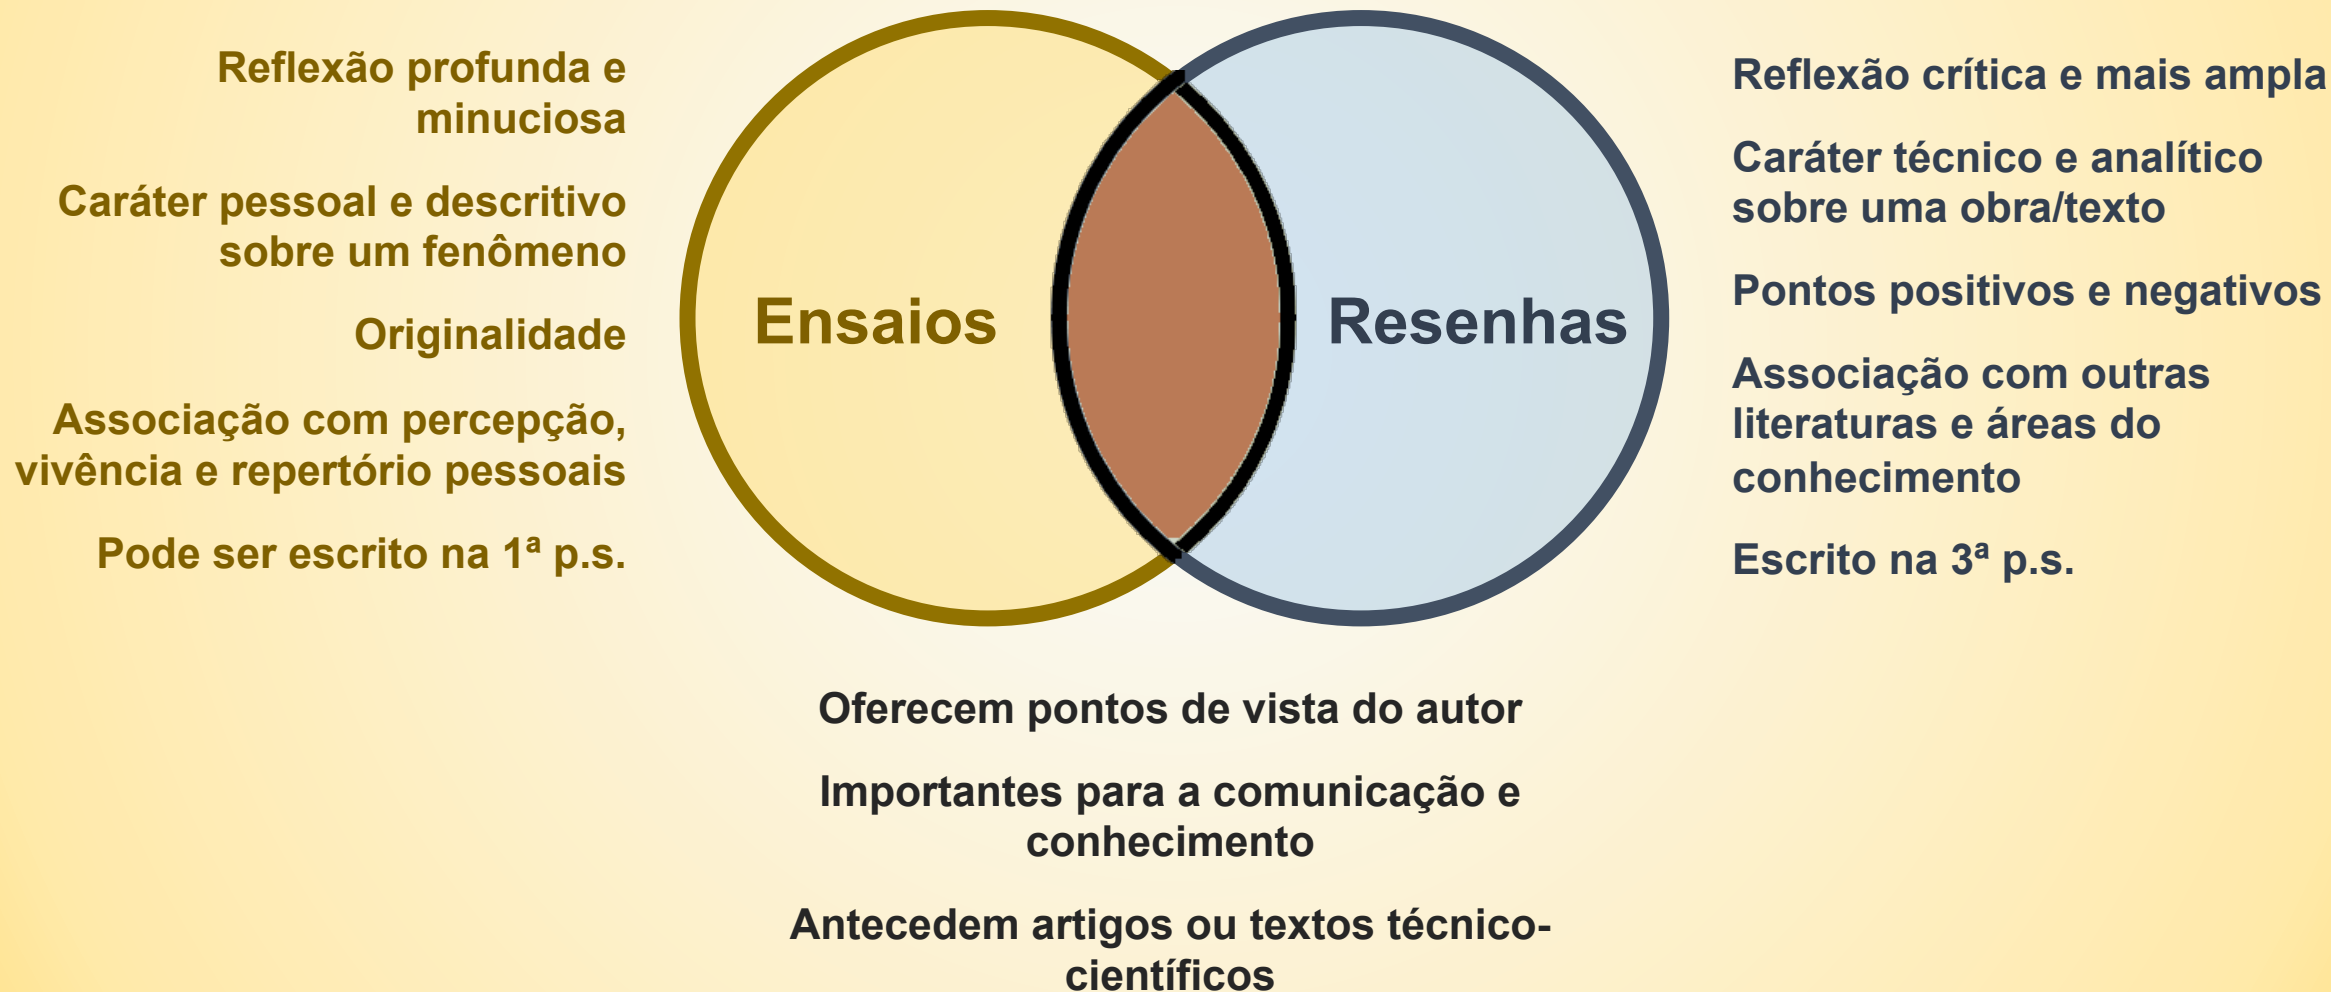 Reflexão profunda e
minuciosa
Caráter pessoal e descritivo
sobre um fenômeno
Originalidade
Associação com percepção,
vivência e repertório pessoais
Pode ser escrito na 1ª p.s.
Ensaios
Resenhas
Reflexão crítica e mais ampla
Caráter técnico e analítico
sobre uma obra/texto
Pontos positivos e negativos
Associação com outras
literaturas e áreas do
conhecimento
Escrito na 3ª p.s.
Oferecem pontos de vista do autor
Importantes para a comunicação e
conhecimento
Antecedem artigos ou textos técnico-
científicos